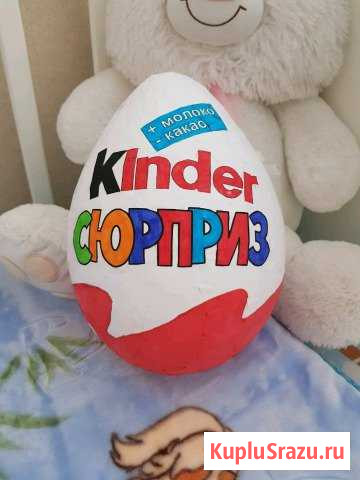 + молоко
- какао
Kinder
СЮРПРИЗ
KupluSrazu.ru